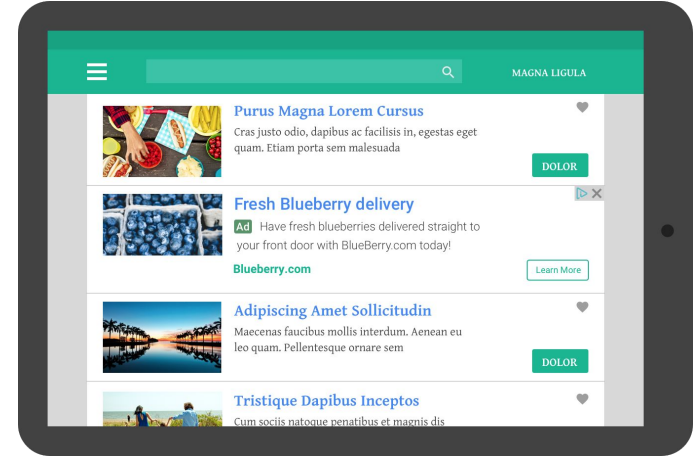 MAGNA LIGULA
Purus Magna Lorem Cursus
Cras justo odio, dapibus ac facilisis in, egestas eget
quam. Etiam porta sem malesuada
DOLOR
Fresh Blueberry delivery
Ad Have fresh blueberries delivered straight to
your front door with BlueBerry.com today!
Blueberry.com
Learn More
Adipiscing Amet Sollicitudin
Maecenas faucibus mollis interdum. Aenean eu
leo quam. Pellentesque ornare sem
DOLOR
Tristique Dapibus Inceptos
Cum sociis natoque penatibus et magnis dis